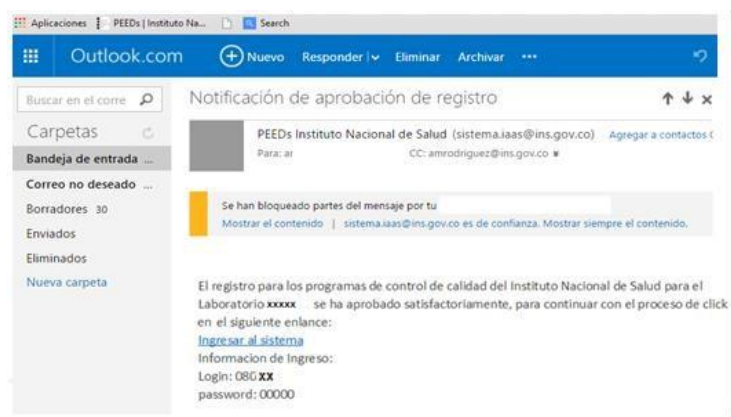 Aplicaciones PEEDs | Instituto Na... Search
Outlook.com Nuevo Responder Eliminar Archivar ...
Buscar en el corre
Notificación de aprobación de registro
Carpetas
Bandeja de entrada ...
Correo no deseado ...
Borradores 30
Enviados
Eliminados
Nueva carpeta
PEEDs Instituto Nacional de Salud (sistema.iaas@ins.gov.co) Agregar a contactos
Para: ar CC: amrodriguez@ins.gov.co
Se han bloqueado partes del mensaje por tu
Mostrar el contenido | sistema.iaas@ins.gov.co es de confianza. Mostrar siempre el contenido.
El registro para los programas de control de calidad del Instituto Nacional de Salud para el
Laboratorio xxxxx se ha aprobado satisfactoriamente, para continuar con el proceso de click
en el siguiente enlance:
Ingresar al sistema
Informacion de Ingreso:
Login: 080 XX
password: 00000